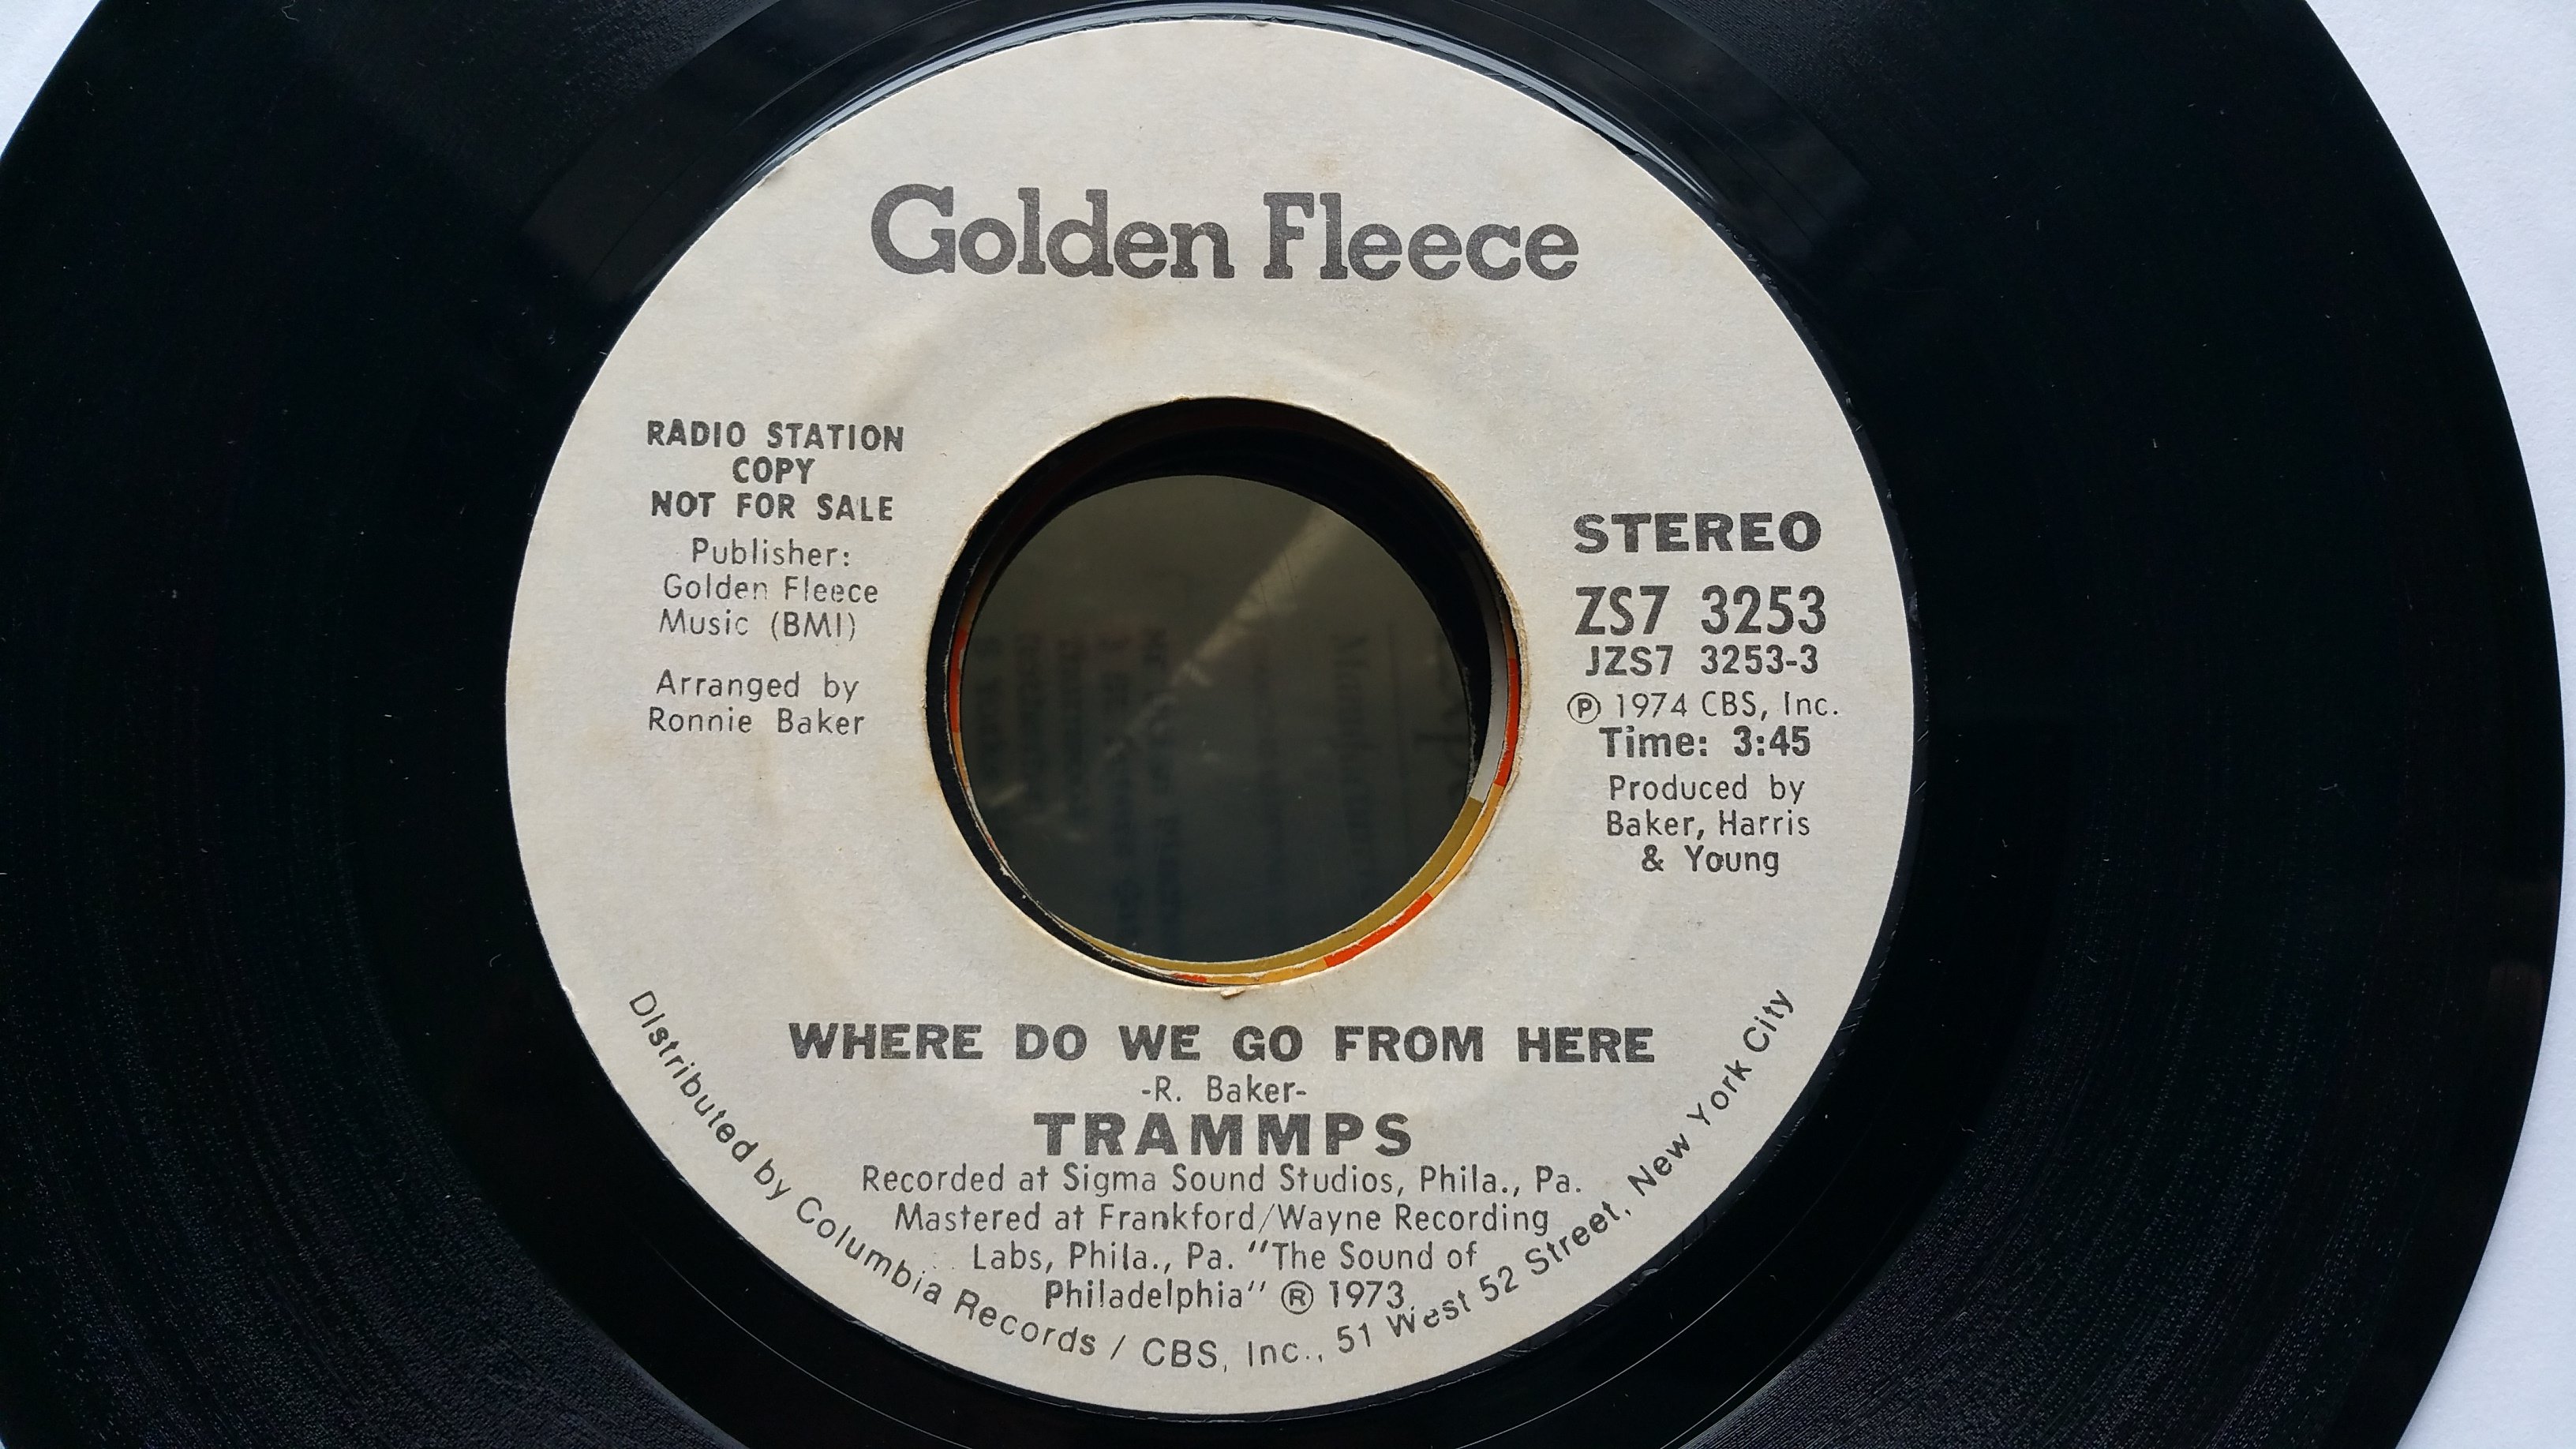 Golden Fleece
RADIO STATION
COPY
NOT FOR SALE
Publisher:
Golden Fleece
Music (BMI)
Arranged by
Ronnie Baker
STEREO
ZS7 3253
JZS7 3253-3
℗ 1974 CBS, Inc.
Time: 3:45
Produced by
Baker, Harris
& Young
WHERE DO WE GO FROM HERE
-R. Baker-
TRAMMPS
Recorded at Sigma Sound Studios, Phila., Pa.
Mastered at Frankford/Wayne Recording
Labs, Phila., Pa. "The Sound of
Philadelphia" ® 1973.
Distributed by Columbia Records / CBS, Inc., 51 West 52 Street, New York City